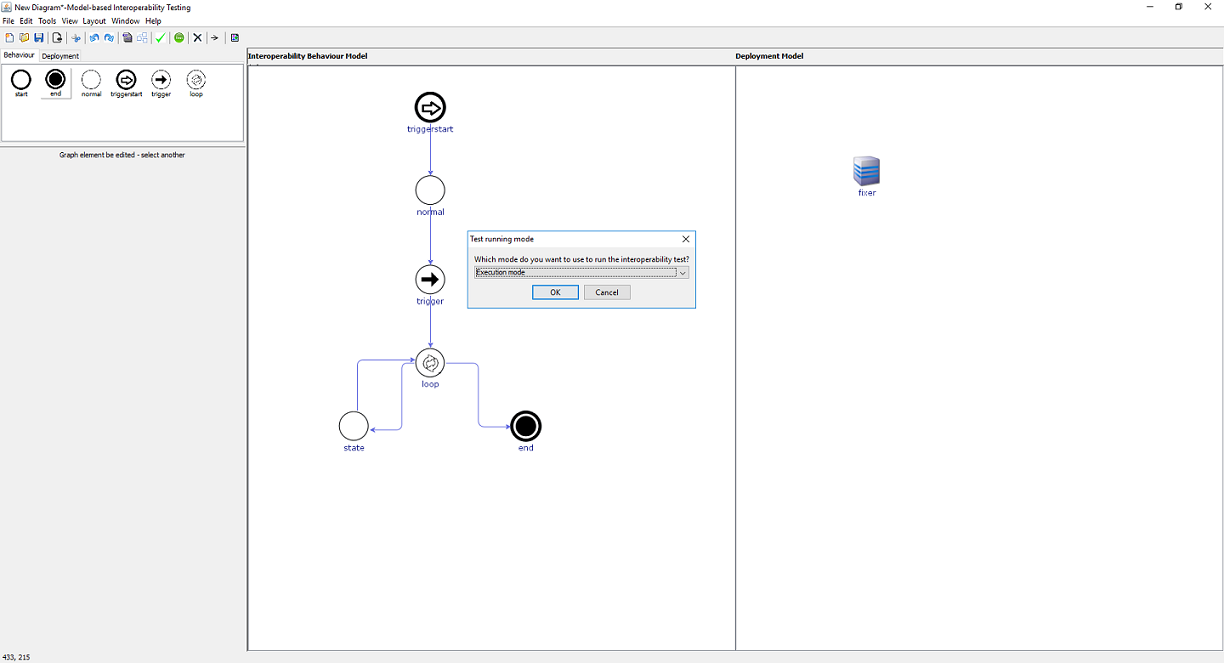 New Diagram*-Model-based Interoperability Testing
File Edit Tools View Layout Window Help
Behaviour Deployment
start end normal triggerstart trigger loop
Graph element be edited - select another
Interoperability Behaviour Model
triggerstart
normal
trigger
loop
state
end
Test running mode
Which mode do you want to use to run the interoperability test?
Execution mode
OK Cancel
Deployment Model
fixer
433, 215